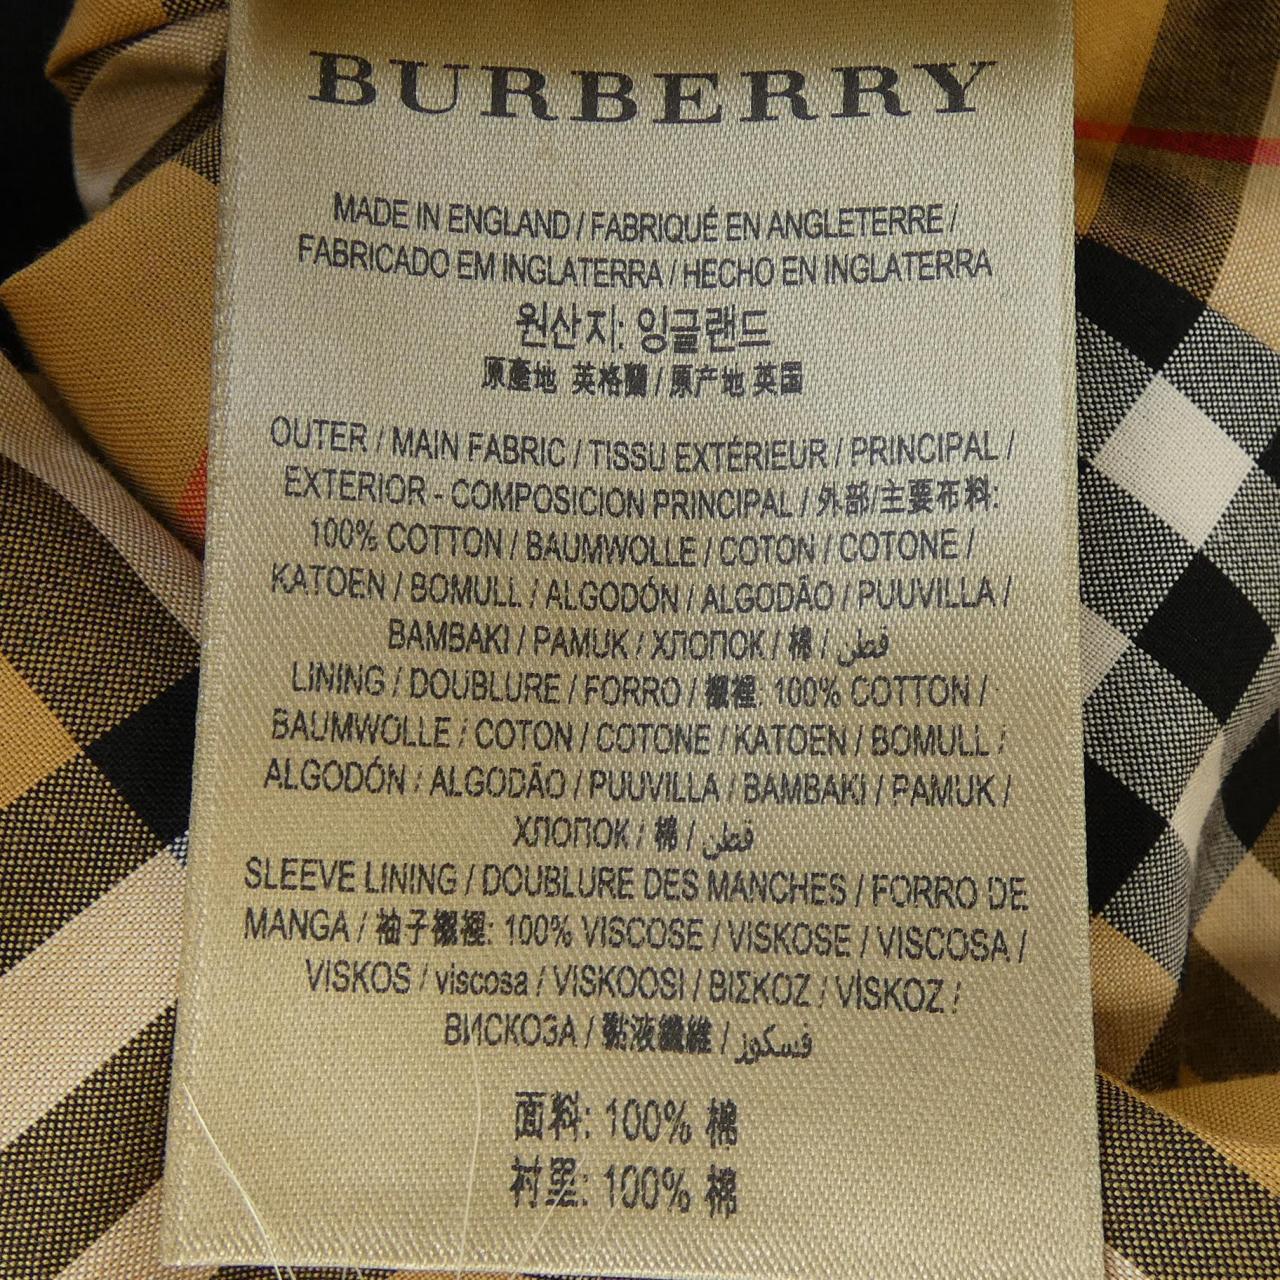 BURBERRY
MADE IN ENGLAND / FABRIQUÉ EN ANGLETERRE /
FABRICADO EM INGLATERRA / HECHO EN INGLATERRA
원산지: 잉글랜드
原產地 英格蘭 / 原产地 英国
OUTER / MAIN FABRIC / TISSU EXTÉRIEUR / PRINCIPAL /
EXTERIOR - COMPOSICION PRINCIPAL / 外部/主要布料:
100% COTTON / BAUMWOLLE / COTON / COTONE /
KATOEN / BOMULL / ALGODÓN / ALGODÃO / PUUVILLA /
BAMBAKI / PAMUK / ХЛОПОК / 棉 / قطن
LINING / DOUBLURE / FORRO / 襯裡: 100% COTTON /
BAUMWOLLE / COTON / COTONE / KATOEN / BOMULL /
ALGODÓN / ALGODÃO / PUUVILLA / BAMBAKI / PAMUK /
ХЛОПОК / 棉 / قطن
SLEEVE LINING / DOUBLURE DES MANCHES / FORRO DE
MANGA / 袖子襯裡: 100% VISCOSE / VISKOSE / VISCOSA /
VISKOS / viscosa / VISKOOSI / ΒΙΣΚΟΖ / VİSKOZ /
ВИСКОЗА / 黏液纖維 / فسكوز
面料: 100% 棉
衬里: 100% 棉